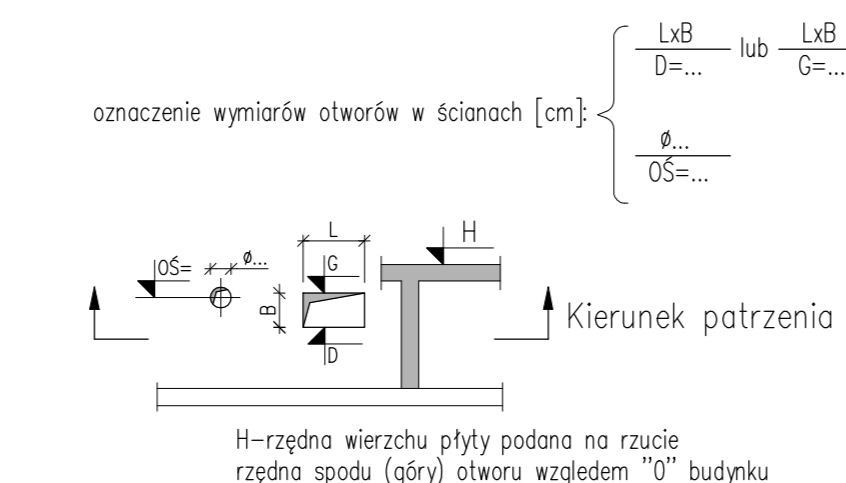 LxB lub LxB
D=... G=...
oznaczenie wymiarów otworów w ścianach [cm]:
ø...
OŚ=...
L H
OŚ= ø... G
B
D
Kierunek patrzenia
H-rzędna wierzchu płyty podana na rzucie
rzędna spodu (góry) otworu względem "0" budynku